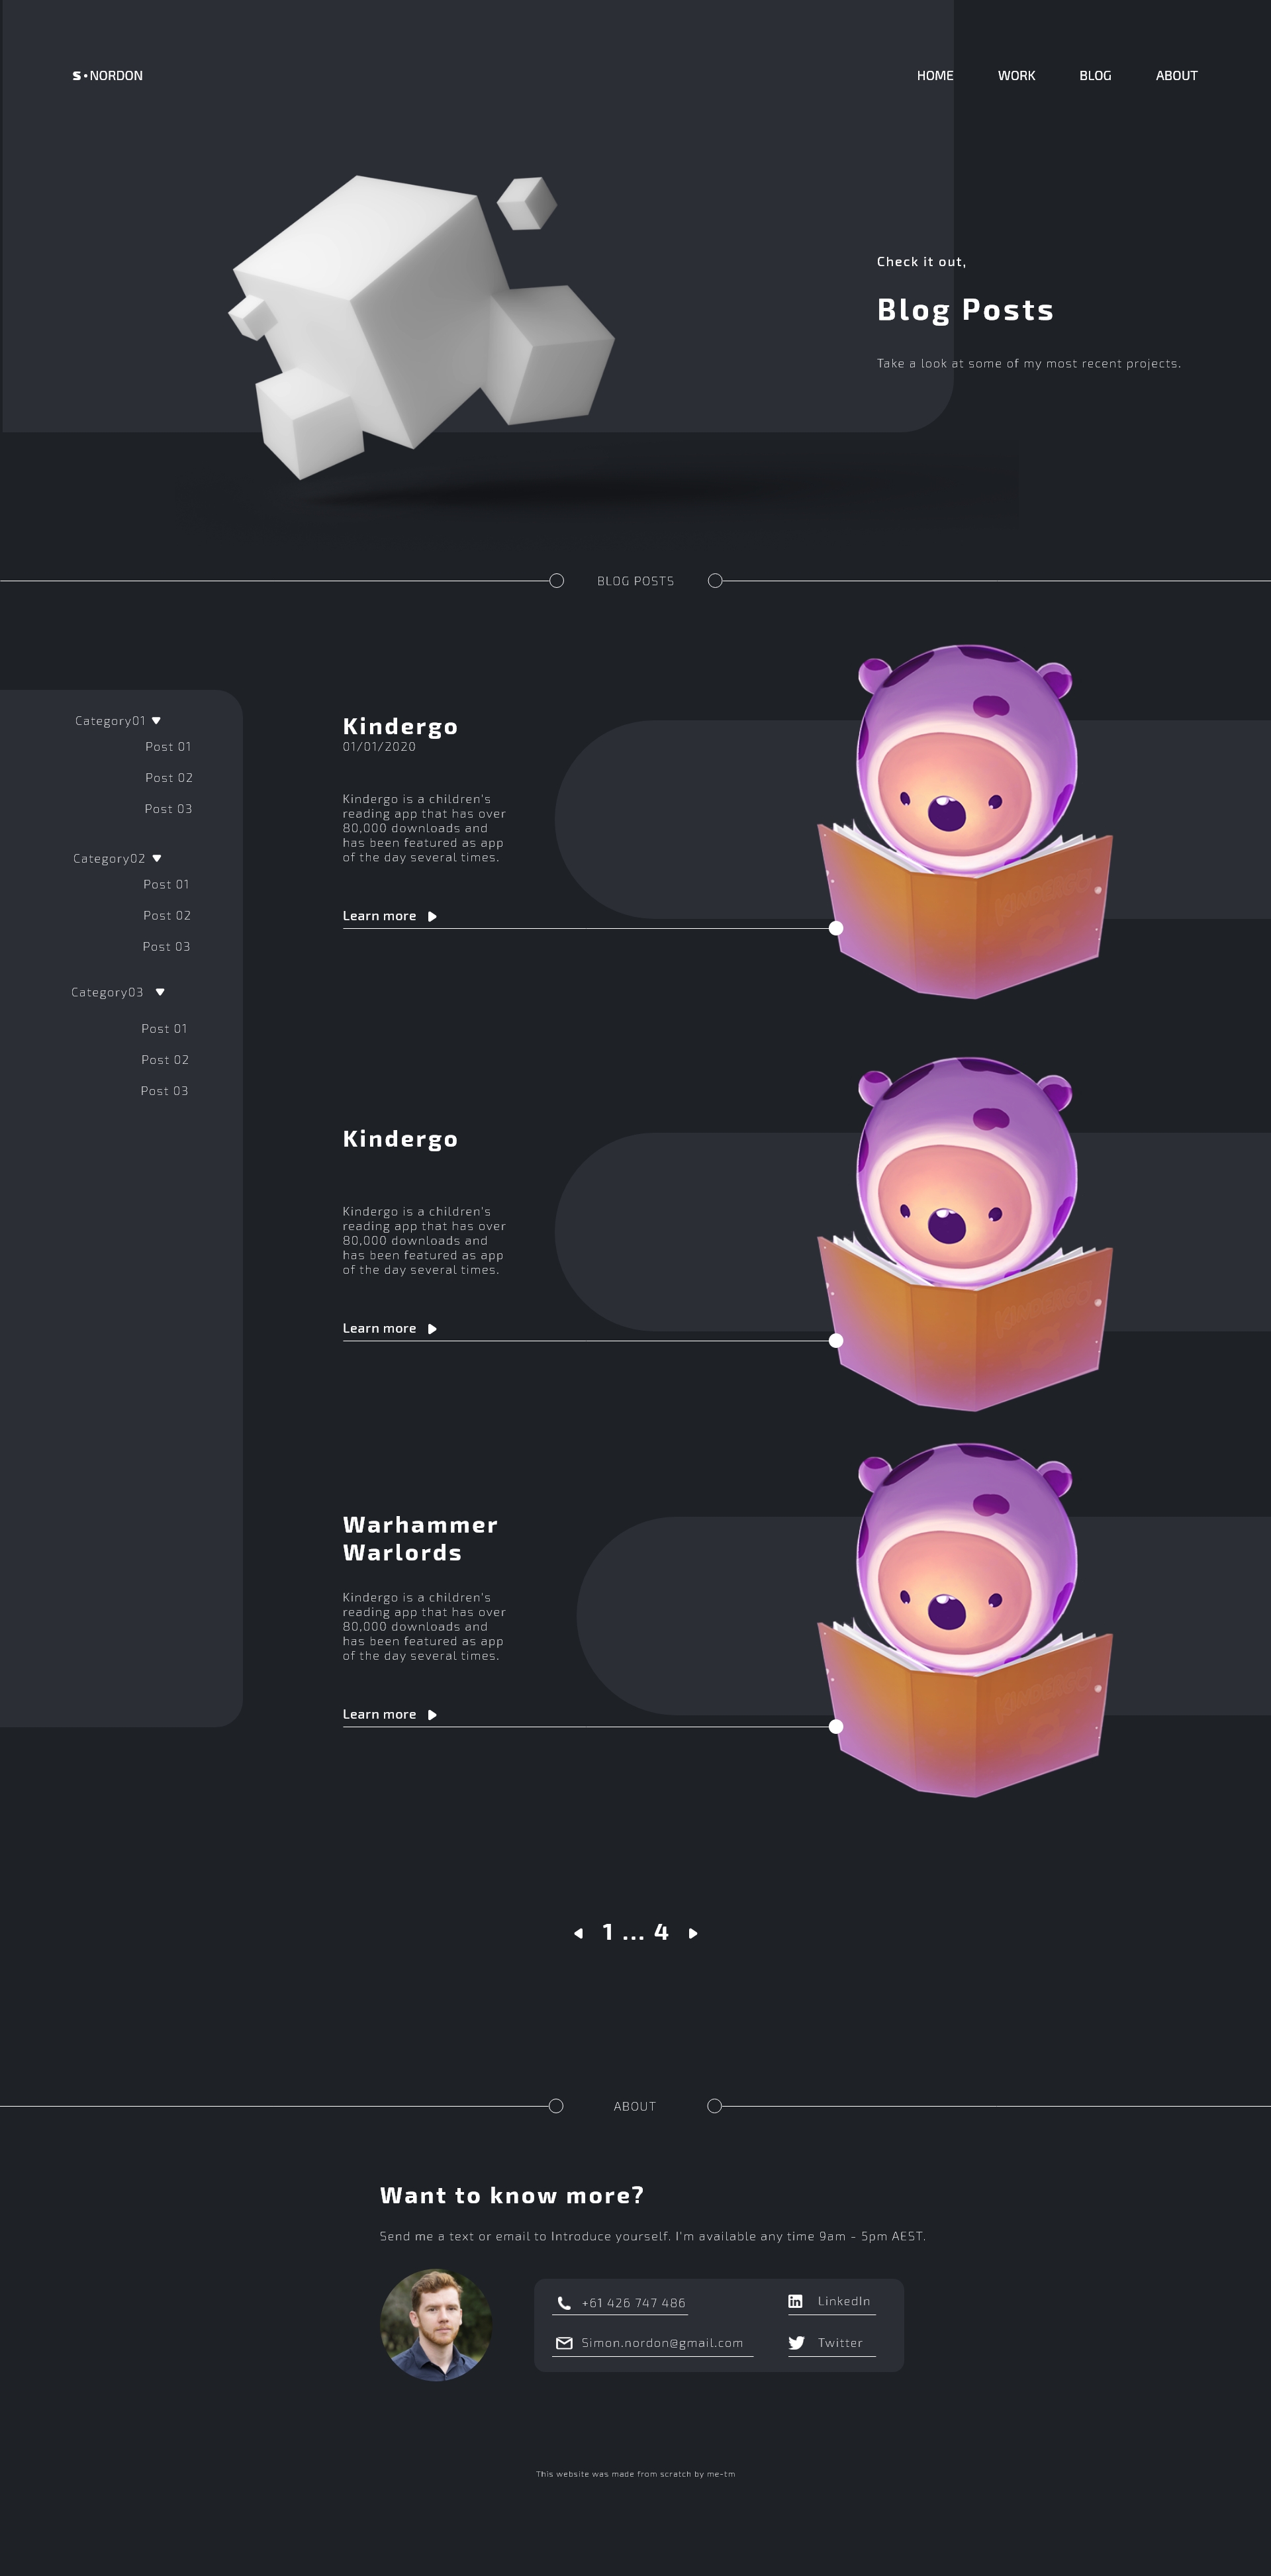 S•NORDON
HOME
WORK
BLOG
ABOUT
Check it out,
Blog Posts
Take a look at some of my most recent projects.
BLOG POSTS
Category01
Post 01
Post 02
Post 03
Category02
Post 01
Post 02
Post 03
Category03
Post 01
Post 02
Post 03
Kindergo
01/01/2020
Kindergo is a children's
reading app that has over
80,000 downloads and
has been featured as app
of the day several times.
Learn more
KINDERGO
Kindergo
Kindergo is a children's
reading app that has over
80,000 downloads and
has been featured as app
of the day several times.
Learn more
KINDERGO
Warhammer
Warlords
Kindergo is a children's
reading app that has over
80,000 downloads and
has been featured as app
of the day several times.
Learn more
KINDERGO
1 ... 4
ABOUT
Want to know more?
Send me a text or email to Introduce yourself. I'm available any time 9am - 5pm AEST.
+61 426 747 486
LinkedIn
Simon.nordon@gmail.com
Twitter
This website was made from scratch by me-tm